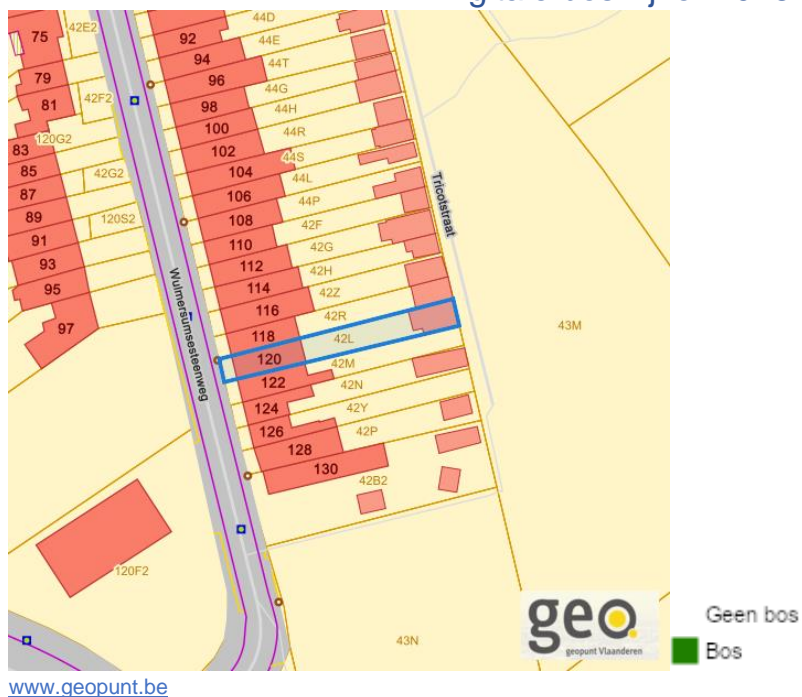 44D
42E2
75
92
44E
94
44T
79
96
44G
42F2
81
98
44H
100
44R
120G2
83
102
44S
85
42G2
104
44L
87
106
44P
89
120S2
108
42F
Tricotstraat
91
110
42G
93
112
42H
95
114
42Z
116
42R
97
118
42L
43M
Wulmersumsesteenweg
120
42M
122
42N
124
42Y
126
42P
128
130
42B2
120F2
43N
geo
geopunt Vlaanderen
Geen bos
Bos
www.geopunt.be